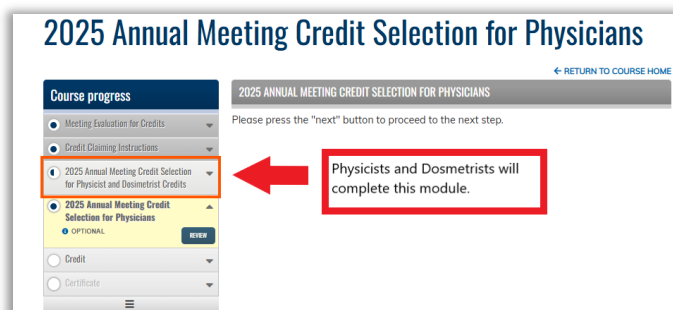 2025 Annual Meeting Credit Selection for Physicians
← RETURN TO COURSE HOME
Course progress
Meeting Evaluation for Credits
Credit Claiming Instructions
2025 Annual Meeting Credit Selection
for Physicist and Dosimetrist Credits
2025 Annual Meeting Credit
Selection for Physicians
OPTIONAL
REVIEW
Credit
Certificate
2025 ANNUAL MEETING CREDIT SELECTION FOR PHYSICIANS
Please press the "next" button to proceed to the next step.
Physicists and Dosmetrists will
complete this module.